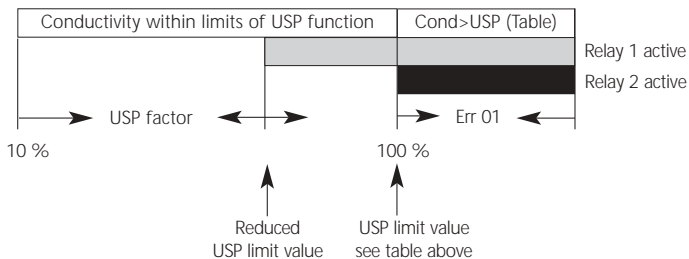 Conductivity within limits of USP function
Cond>USP (Table)
Relay 1 active
Relay 2 active
USP factor
Err 01
10 %
100 %
Reduced
USP limit value
USP limit value
see table above